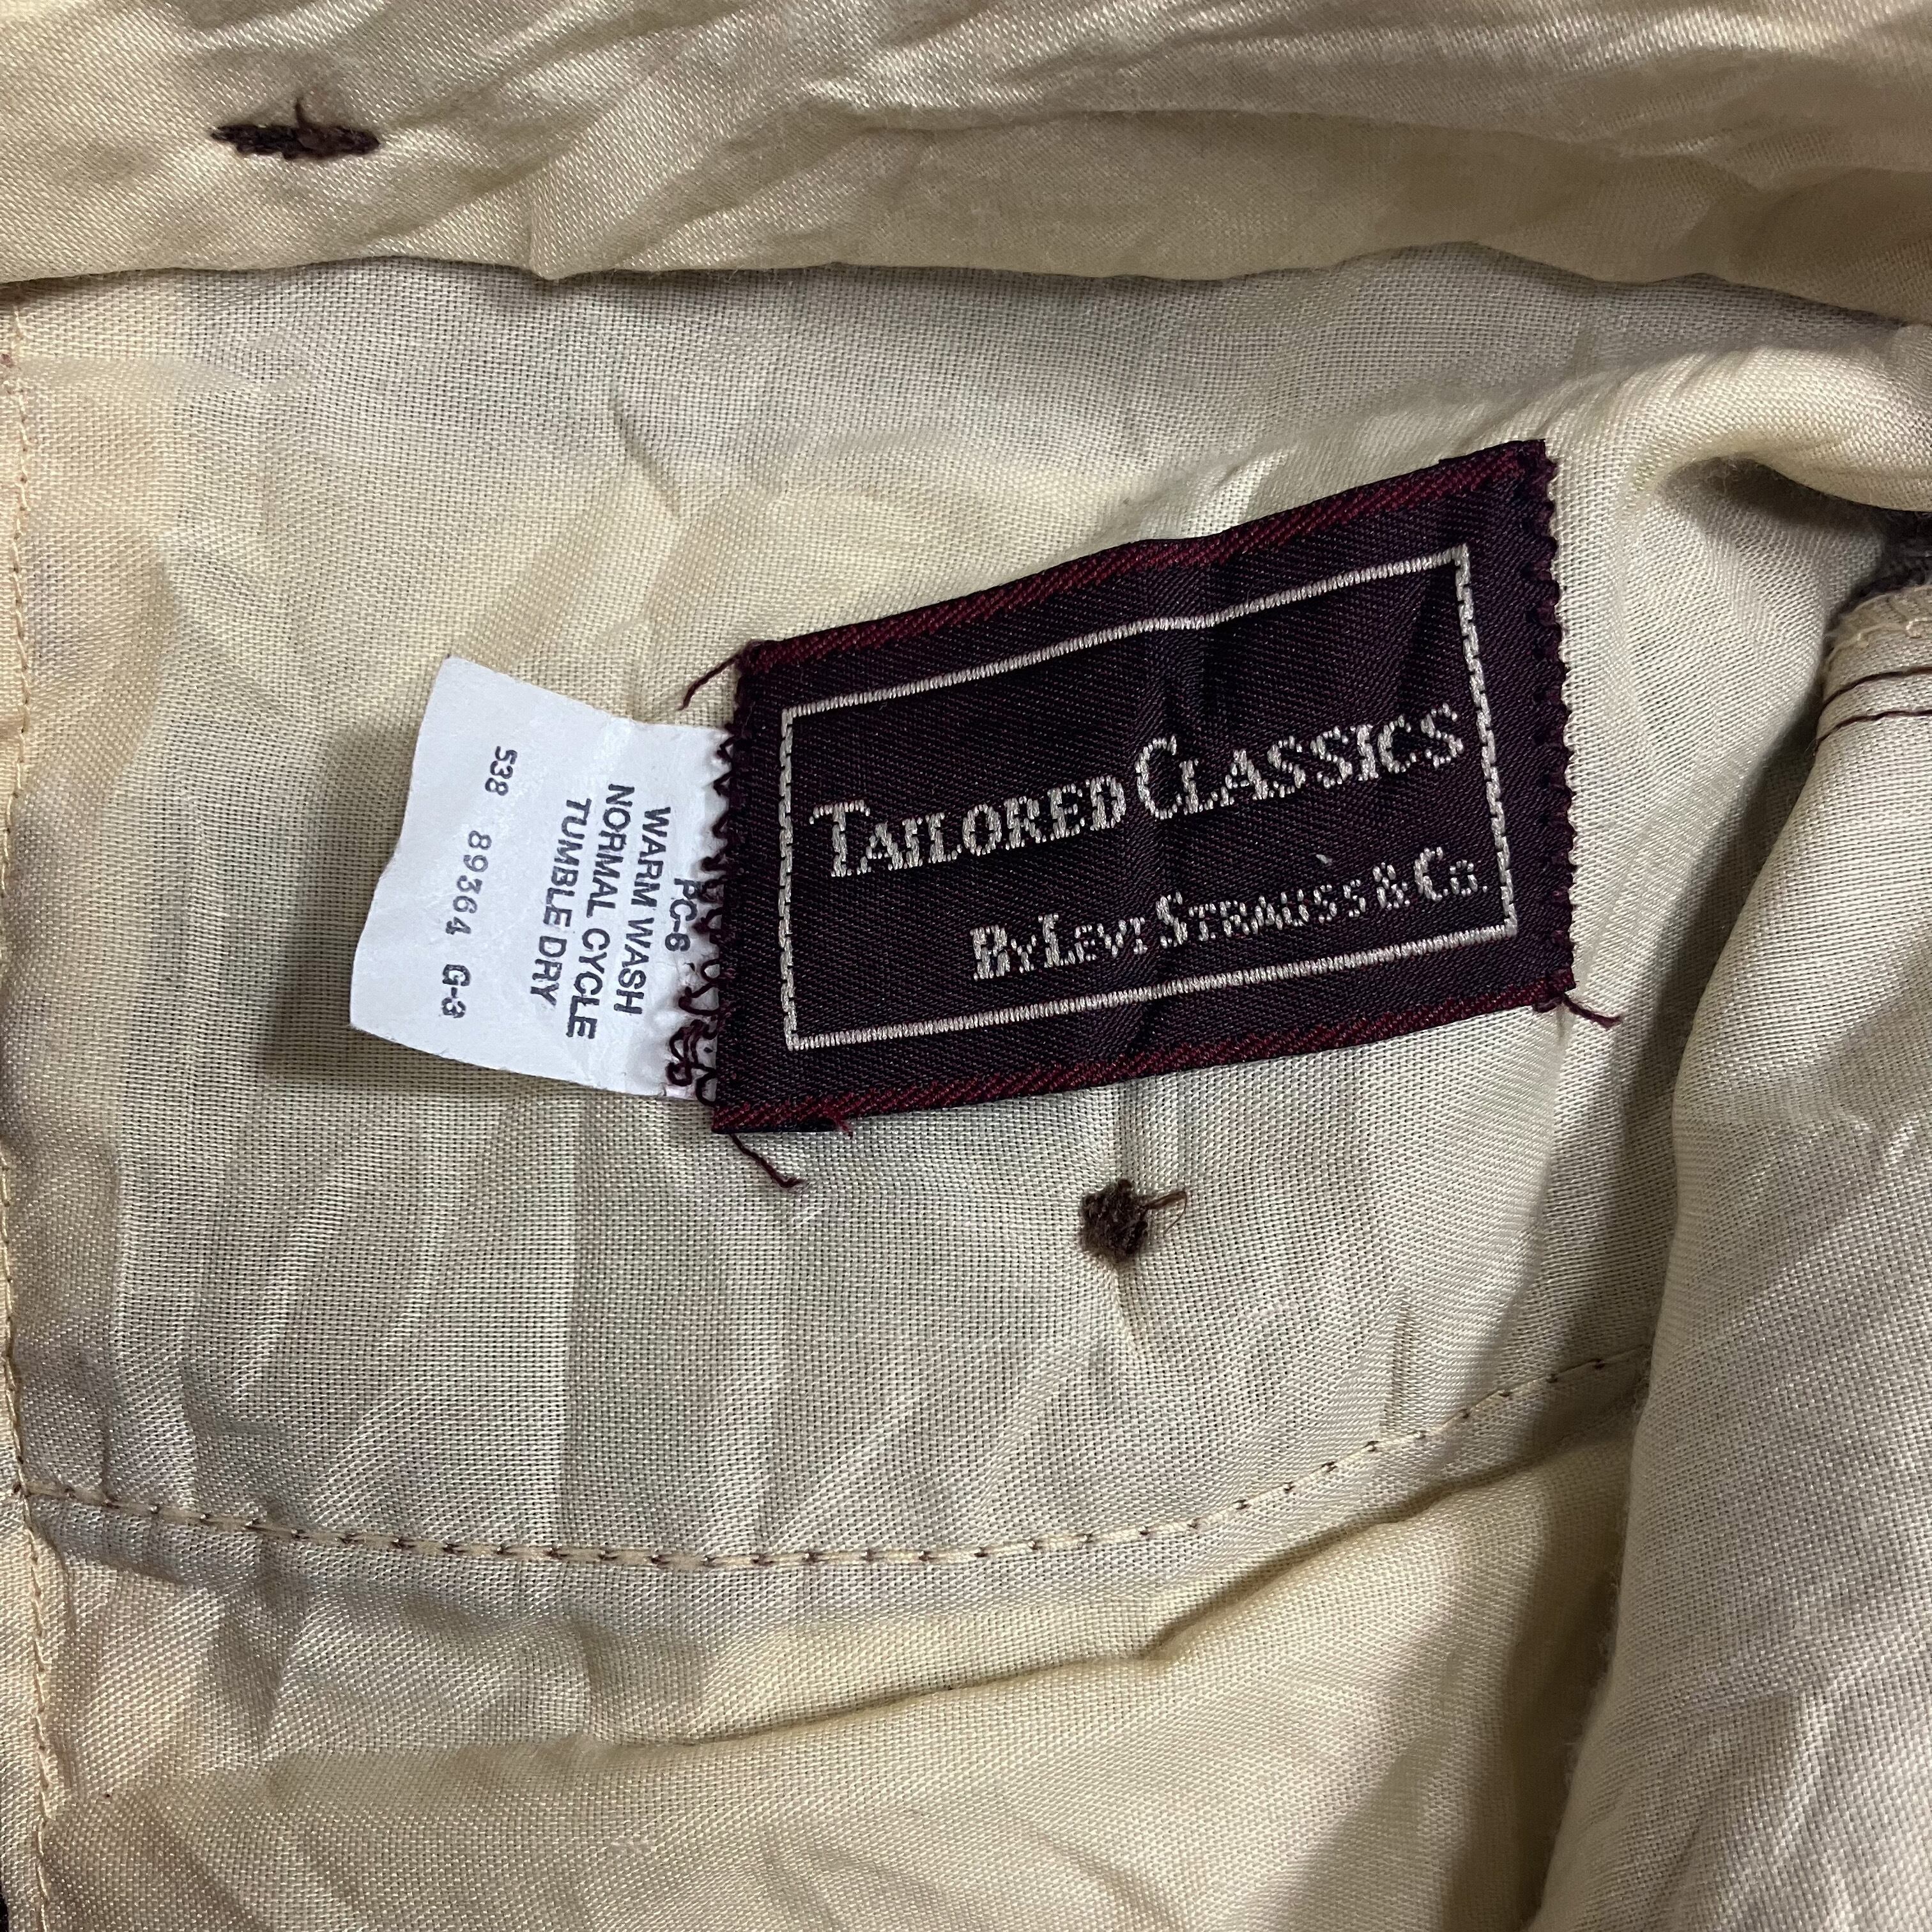 TAILORED CLASSICS
BY LEVI STRAUSS & CO.
PC-6
WARM WASH
NORMAL CYCLE
TUMBLE DRY
538 89364 G-3